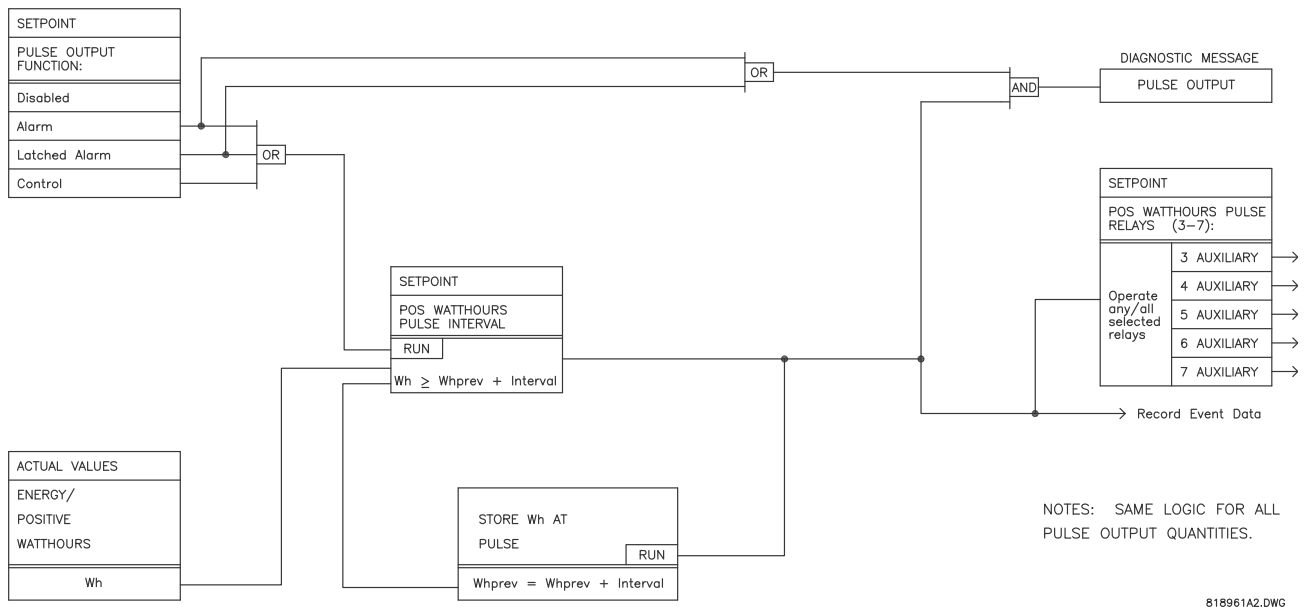 SETPOINT
PULSE OUTPUT
FUNCTION:
Disabled
Alarm
Latched Alarm
Control
OR
OR
AND
DIAGNOSTIC MESSAGE
PULSE OUTPUT
SETPOINT
POS WATTHOURS PULSE
RELAYS (3-7):
Operate
any/all
selected
relays
3 AUXILIARY
4 AUXILIARY
5 AUXILIARY
6 AUXILIARY
7 AUXILIARY
Record Event Data
SETPOINT
POS WATTHOURS
PULSE INTERVAL
RUN
Wh ≥ Whprev + Interval
ACTUAL VALUES
ENERGY/
POSITIVE
WATTHOURS
Wh
STORE Wh AT
PULSE
RUN
Whprev = Whprev + Interval
NOTES: SAME LOGIC FOR ALL
PULSE OUTPUT QUANTITIES.
818961A2.DWG